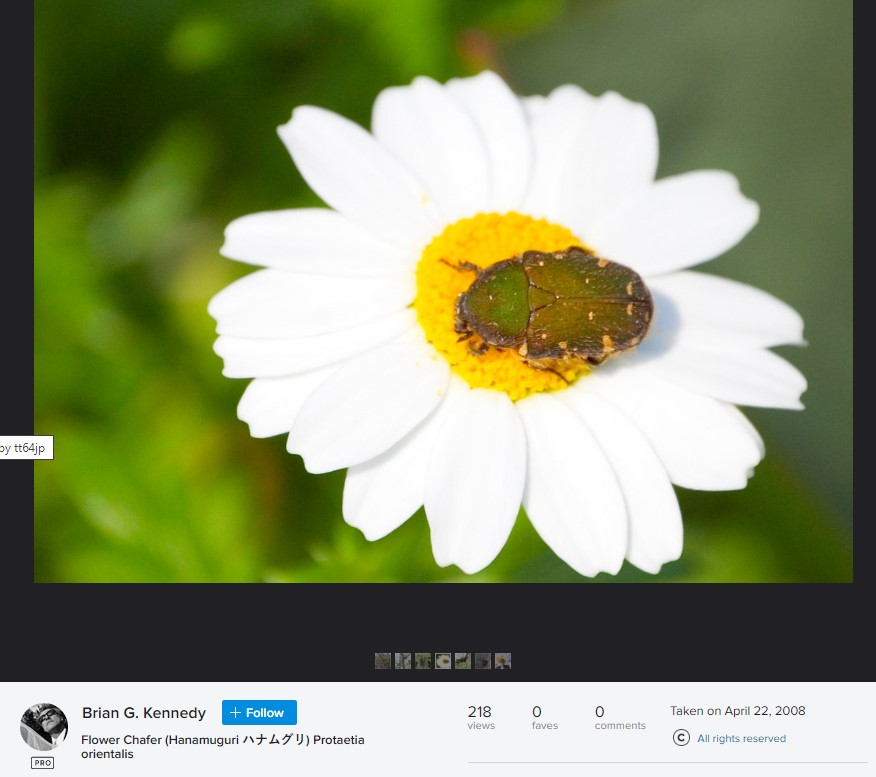 by tt64jp
Brian G. Kennedy
+ Follow
Flower Chafer (Hanamuguri ハナムグリ) Protaetia
orientalis
PRO
218
views
0
faves
0
comments
Taken on April 22, 2008
© All rights reserved